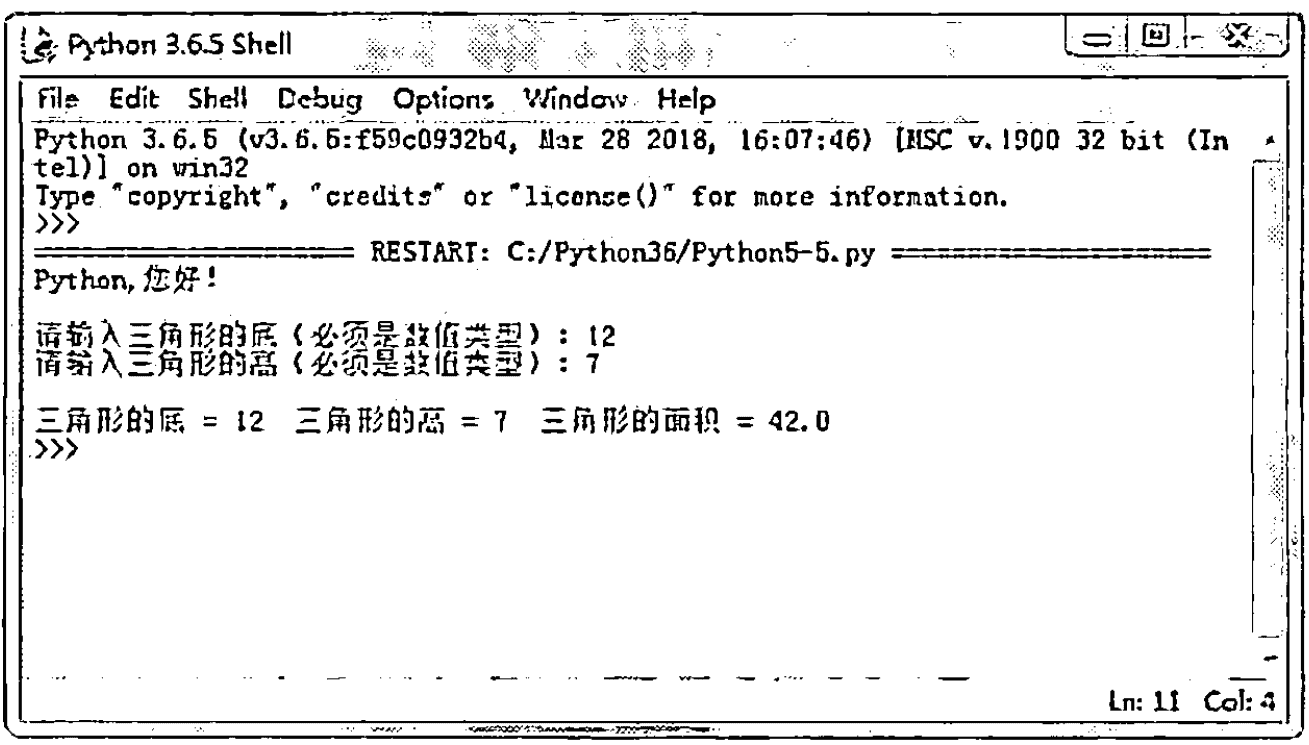 Python 3.6.5 Shell
File Edit Shell Debug Options Window Help
Python 3.6.5 (v3.6.5:f59c0932b4, Mar 28 2018, 16:07:46) [MSC v.1900 32 bit (In
tel)] on win32
Type "copyright", "credits" or "license()" for more information.
>>>
==================== RESTART: C:/Python36/Python5-5.py ====================
Python,您好!
请输入三角形的底(必须是数值类型):12
请输入三角形的高(必须是数值类型):7
三角形的底 = 12 三角形的高 = 7 三角形的面积 = 42.0
>>>
Ln: 11 Col: 4